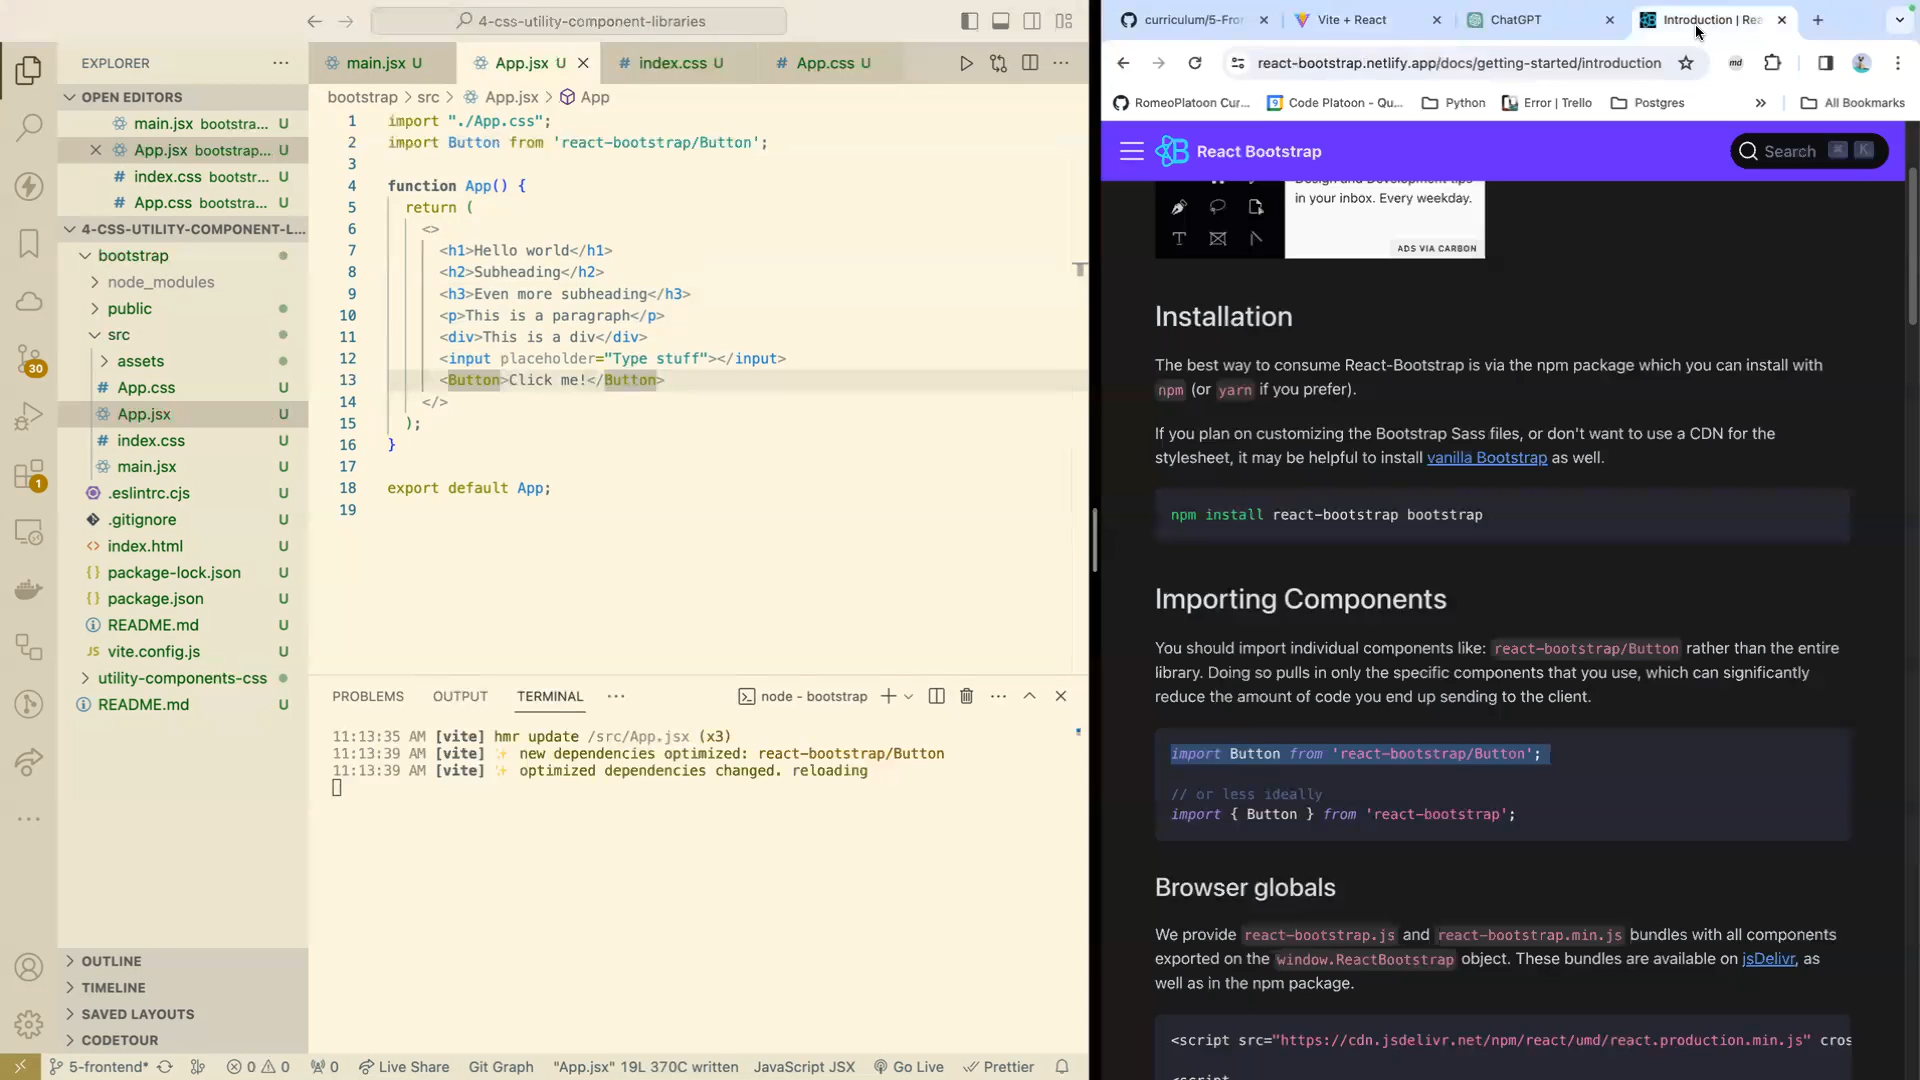 4-css-utility-component-libraries
EXPLORER
OPEN EDITORS
main.jsx bootstra... U
App.jsx bootstrap... U
index.css bootstr... U
App.css bootstra... U
4-CSS-UTILITY-COMPONENT-L...
bootstrap
node_modules
public
src
assets
App.css U
App.jsx U
index.css U
main.jsx U
.eslintrc.cjs U
.gitignore U
index.html U
package-lock.json U
package.json U
README.md U
JS vite.config.js U
utility-components-css
README.md U
OUTLINE
TIMELINE
SAVED LAYOUTS
CODETOUR
30
1
main.jsx U
App.jsx U
# index.css U
# App.css U
bootstrap > src > App.jsx > App
1 import "./App.css";
2 import Button from 'react-bootstrap/Button';
3
4 function App() {
5 return (
6 <>
7 <h1>Hello world</h1>
8 <h2>Subheading</h2>
9 <h3>Even more subheading</h3>
10 <p>This is a paragraph</p>
11 <div>This is a div</div>
12 <input placeholder="Type stuff"></input>
13 <Button>Click me!</Button>
14 </>
15 );
16 }
17
18 export default App;
19
PROBLEMS OUTPUT TERMINAL ... node - bootstrap
11:13:35 AM [vite] hmr update /src/App.jsx (x3)
11:13:39 AM [vite] ✨ new dependencies optimized: react-bootstrap/Button
11:13:39 AM [vite] ✨ optimized dependencies changed. reloading
5-frontend* 0 0 0 Live Share Git Graph "App.jsx" 19L 370C written JavaScript JSX Go Live Prettier
curriculum/5-Fro
Vite + React
ChatGPT
Introduction | Rea
react-bootstrap.netlify.app/docs/getting-started/introduction
md
RomeoPlatoon Cur...
Code Platoon - Qu...
Python
Error | Trello
Postgres
»
All Bookmarks
React Bootstrap
Search ⌘ K
Design and Development tips
in your inbox. Every weekday.
ADS VIA CARBON
Installation
The best way to consume React-Bootstrap is via the npm package which you can install with
npm (or yarn if you prefer).
If you plan on customizing the Bootstrap Sass files, or don't want to use a CDN for the
stylesheet, it may be helpful to install vanilla Bootstrap as well.
npm install react-bootstrap bootstrap
Importing Components
You should import individual components like: react-bootstrap/Button rather than the entire
library. Doing so pulls in only the specific components that you use, which can significantly
reduce the amount of code you end up sending to the client.
import Button from 'react-bootstrap/Button';
// or less ideally
import { Button } from 'react-bootstrap';
Browser globals
We provide react-bootstrap.js and react-bootstrap.min.js bundles with all components
exported on the window.ReactBootstrap object. These bundles are available on jsDelivr, as
well as in the npm package.
<script src="https://cdn.jsdelivr.net/npm/react/umd/react.production.min.js" cros
<script